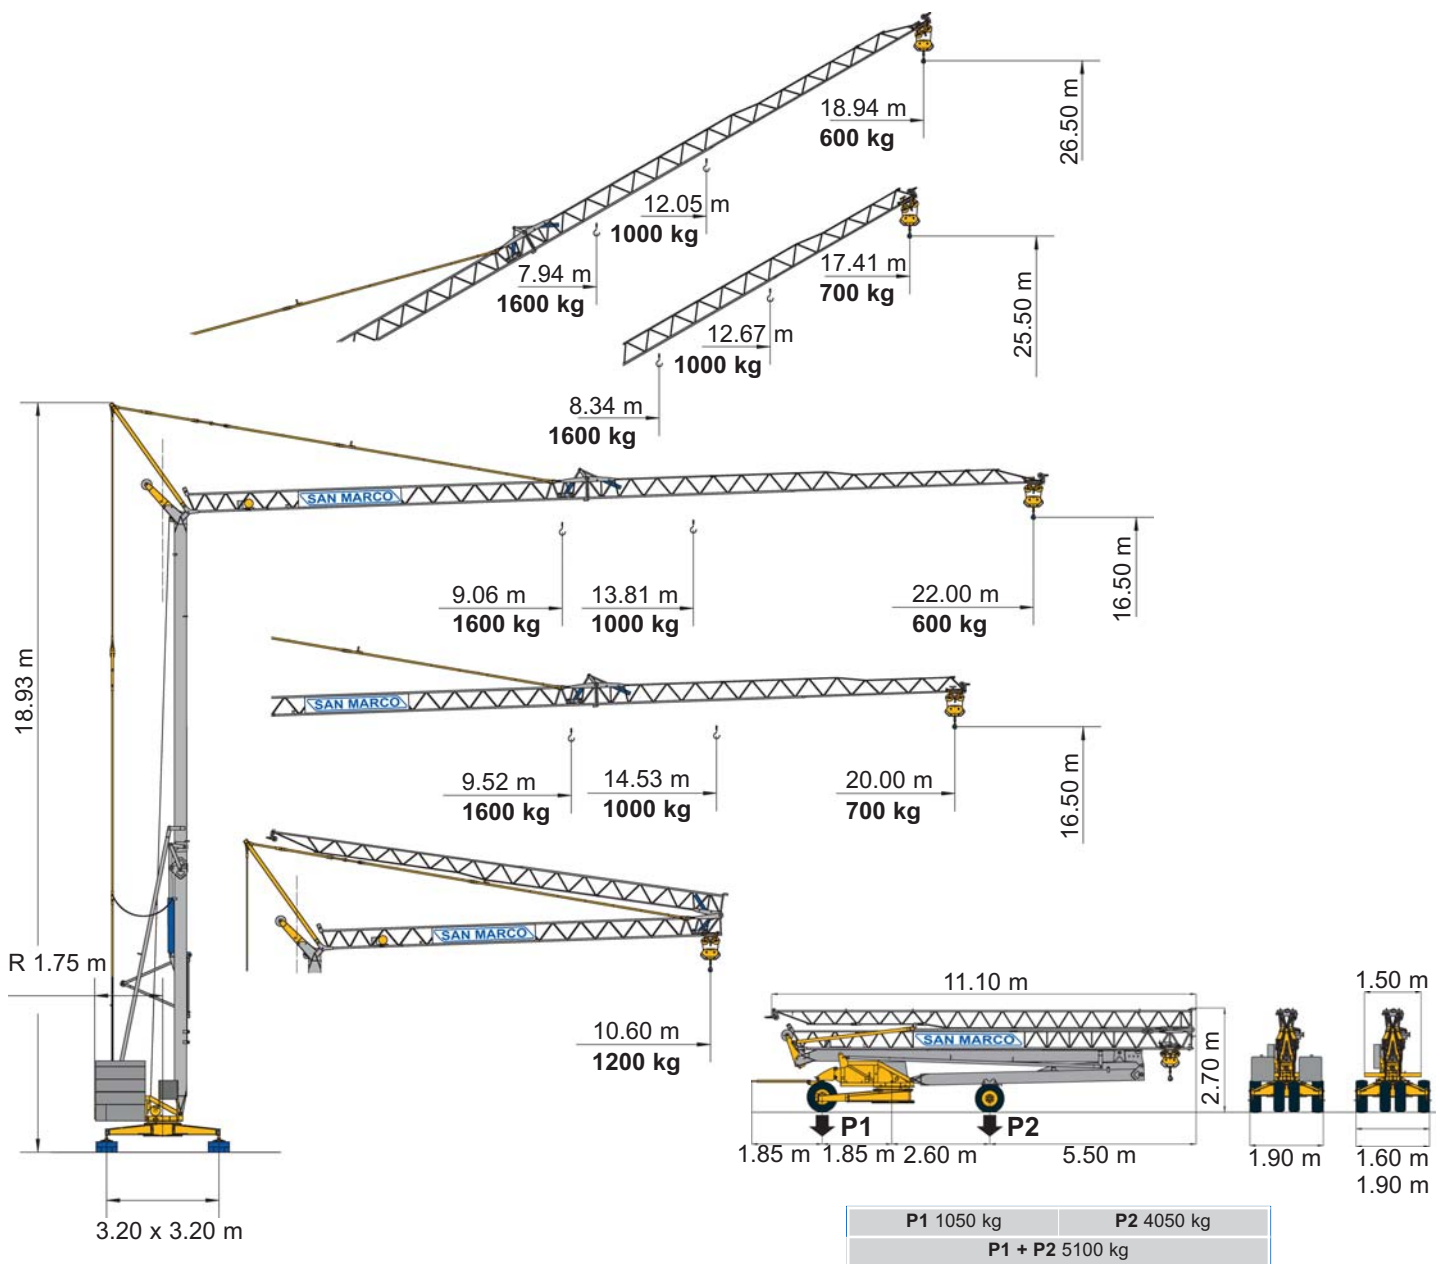 18.94 m
600 kg
26.50 m
12.05 m
1000 kg
7.94 m
1600 kg
17.41 m
700 kg
25.50 m
12.67 m
1000 kg
8.34 m
1600 kg
SAN MARCO
9.06 m
1600 kg
13.81 m
1000 kg
22.00 m
600 kg
16.50 m
18.93 m
SAN MARCO
9.52 m
1600 kg
14.53 m
1000 kg
20.00 m
700 kg
16.50 m
SAN MARCO
10.60 m
1200 kg
R 1.75 m
3.20 x 3.20 m
11.10 m
SAN MARCO
2.70 m
P1
P2
1.85 m
1.85 m
2.60 m
5.50 m
1.90 m
1.50 m
1.60 m
1.90 m
P1 1050 kg
P2 4050 kg
P1 + P2 5100 kg